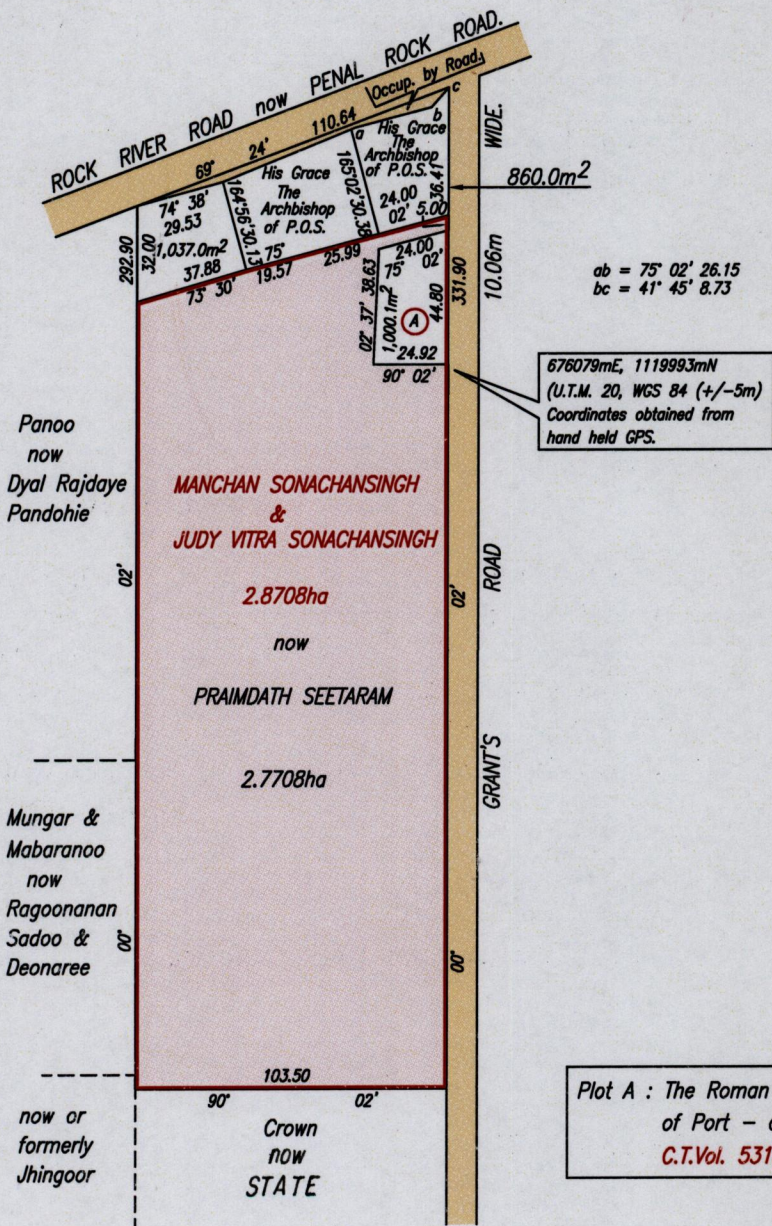 ROCK RIVER ROAD now PENAL ROCK ROAD.
Occup. by Road.
c
b
a
69° 24' 110.64
WIDE.
His Grace
The
Archbishop
of P.O.S.
36.41
860.0m²
24.00
02' 5.00
165°02' 30.38
His Grace
The
Archbishop
of P.O.S.
75°
25.99
19.57
164°56' 30.13
74° 38'
29.53
1,037.0m²
37.88
73° 30'
32.00
292.90
24.00
75° 02'
38.63
02° 37'
1,000.1m²
A
44.80
24.92
90° 02'
331.90
10.06m
ab = 75° 02' 26.15
bc = 41° 45' 8.73
676079mE, 1119993mN
(U.T.M. 20, WGS 84 (+/-5m)
Coordinates obtained from
hand held GPS.
Panoo
now
Dyal Rajdaye
Pandohie
MANCHAN SONACHANSINGH
&
JUDY VITRA SONACHANSINGH
2.8708ha
now
PRAIMDATH SEETARAM
2.7708ha
02'
02'
ROAD
GRANT'S
Mungar &
Mabaranoo
now
Ragoonanan
Sadoo &
Deonaree
00°
00°
103.50
90° 02'
now or
formerly
Jhingoor
Crown
now
STATE
Plot A : The Roman
of Port -
C.T.Vol. 531